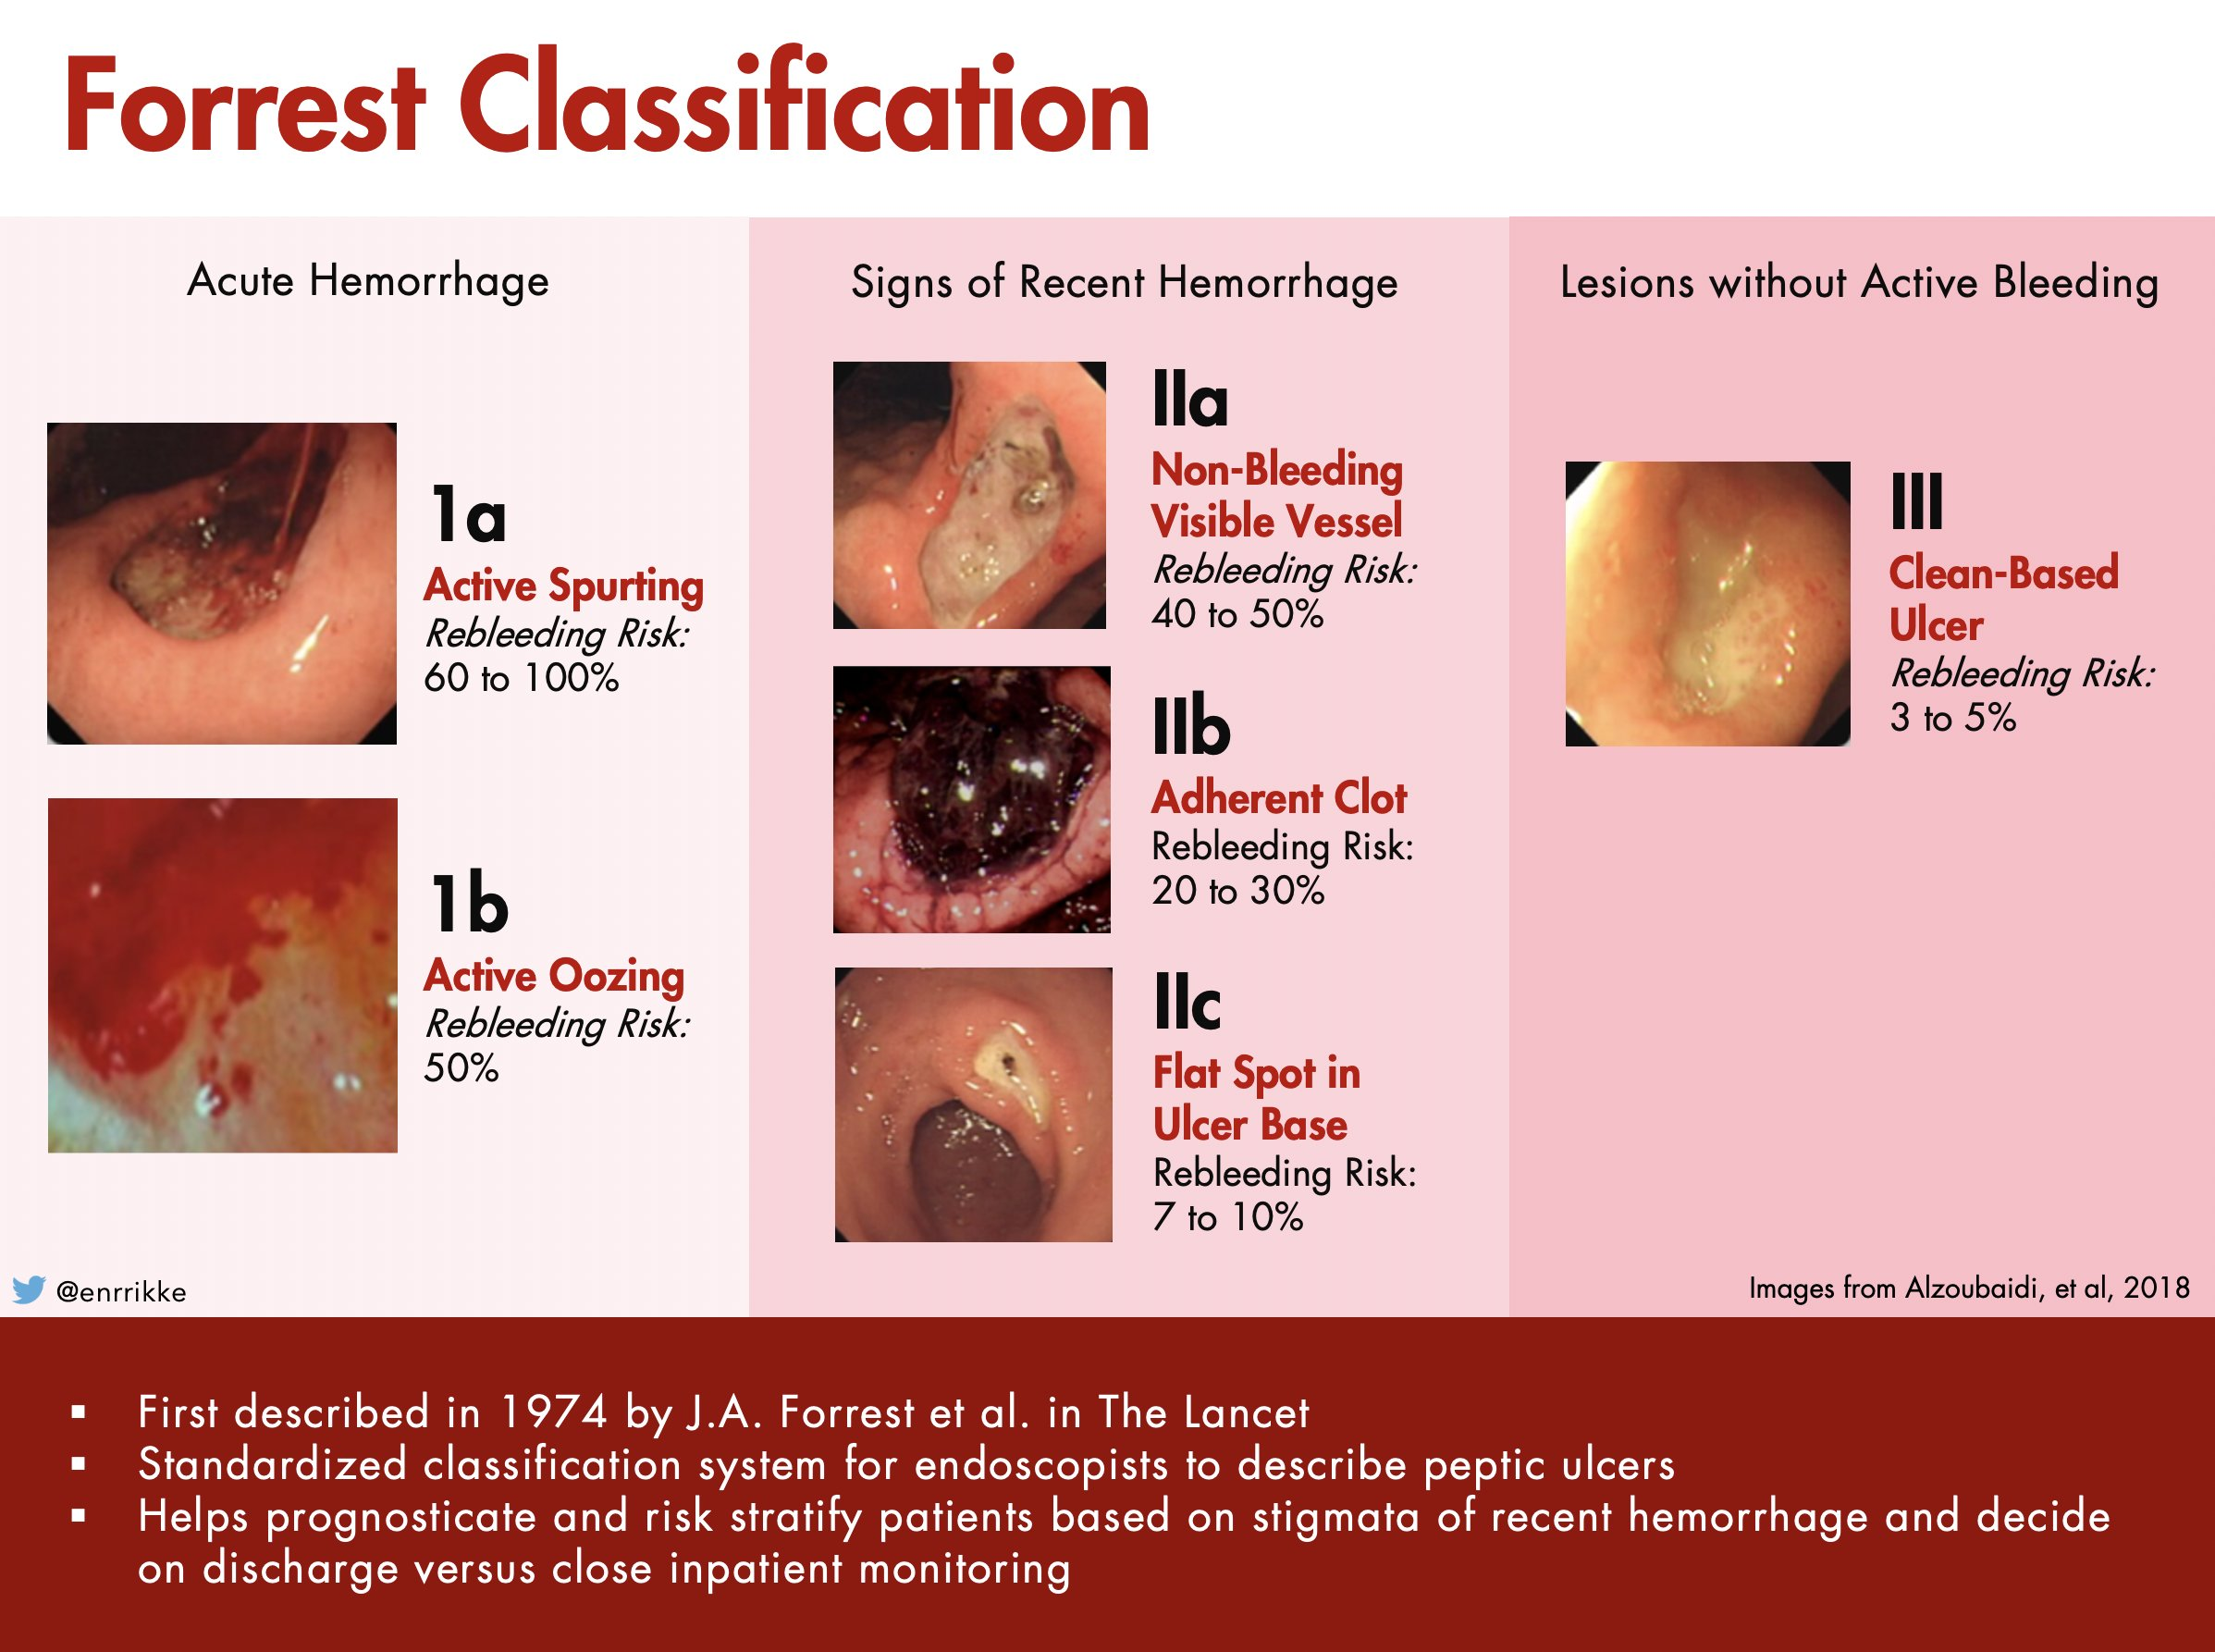 Forrest Classification
Acute Hemorrhage
1a
Active Spurting
Rebleeding Risk:
60 to 100%
1b
Active Oozing
Rebleeding Risk:
50%
Signs of Recent Hemorrhage
IIa
Non-Bleeding
Visible Vessel
Rebleeding Risk:
40 to 50%
IIb
Adherent Clot
Rebleeding Risk:
20 to 30%
IIc
Flat Spot in
Ulcer Base
Rebleeding Risk:
7 to 10%
Lesions without Active Bleeding
III
Clean-Based
Ulcer
Rebleeding Risk:
3 to 5%
@enrrikke
Images from Alzoubaidi, et al, 2018
▪ First described in 1974 by J.A. Forrest et al. in The Lancet
▪ Standardized classification system for endoscopists to describe peptic ulcers
▪ Helps prognosticate and risk stratify patients based on stigmata of recent hemorrhage and decide
on discharge versus close inpatient monitoring